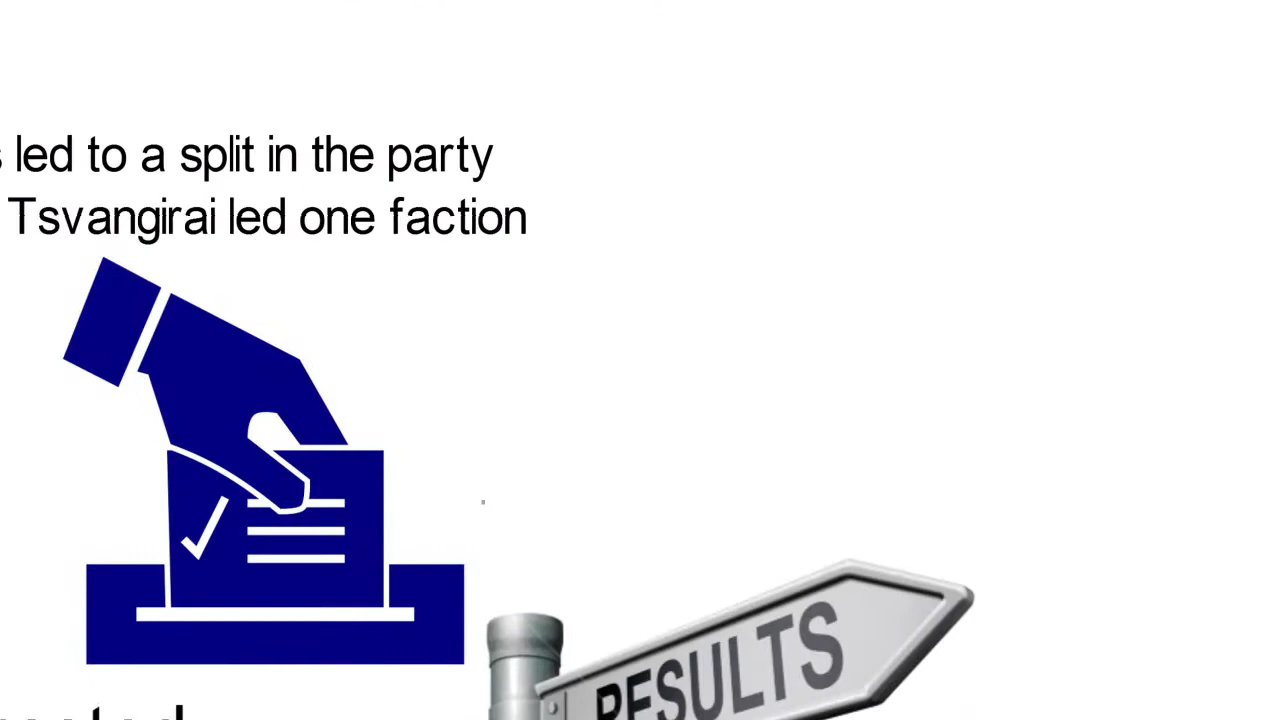 led to a split in the party
Tsvangirai led one faction
RESULTS